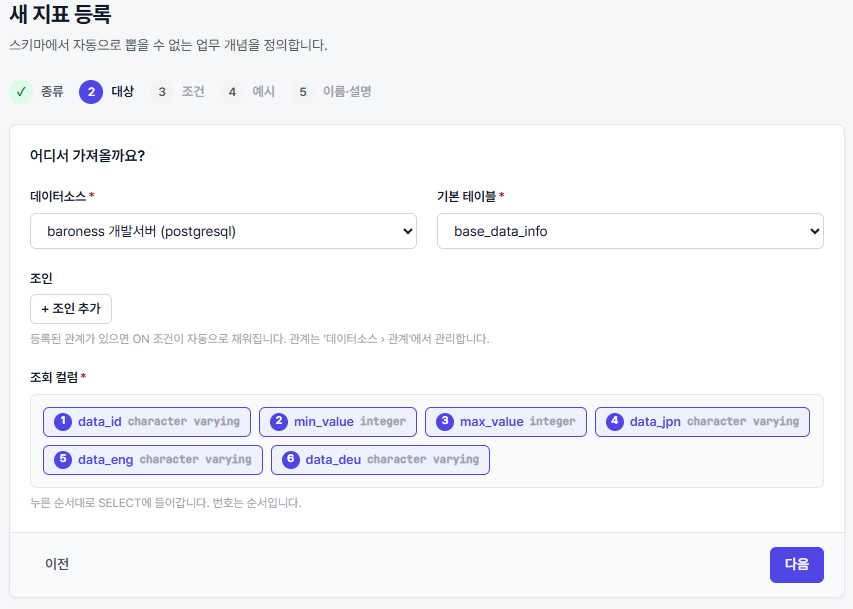 새 지표 등록
스키마에서 자동으로 뽑을 수 없는 업무 개념을 정의합니다.
✓ 종류 2 대상 3 조건 4 예시 5 이름·설명
어디서 가져올까요?
데이터소스 * 기본 테이블 *
baroness 개발서버 (postgresql) base_data_info
조인
+ 조인 추가
등록된 관계가 있으면 ON 조건이 자동으로 채워집니다. 관계는 '데이터소스 › 관계'에서 관리합니다.
조회 컬럼 *
1 data_id character varying 2 min_value integer 3 max_value integer 4 data_jpn character varying
5 data_eng character varying 6 data_deu character varying
누른 순서대로 SELECT에 들어갑니다. 번호는 순서입니다.
이전 다음